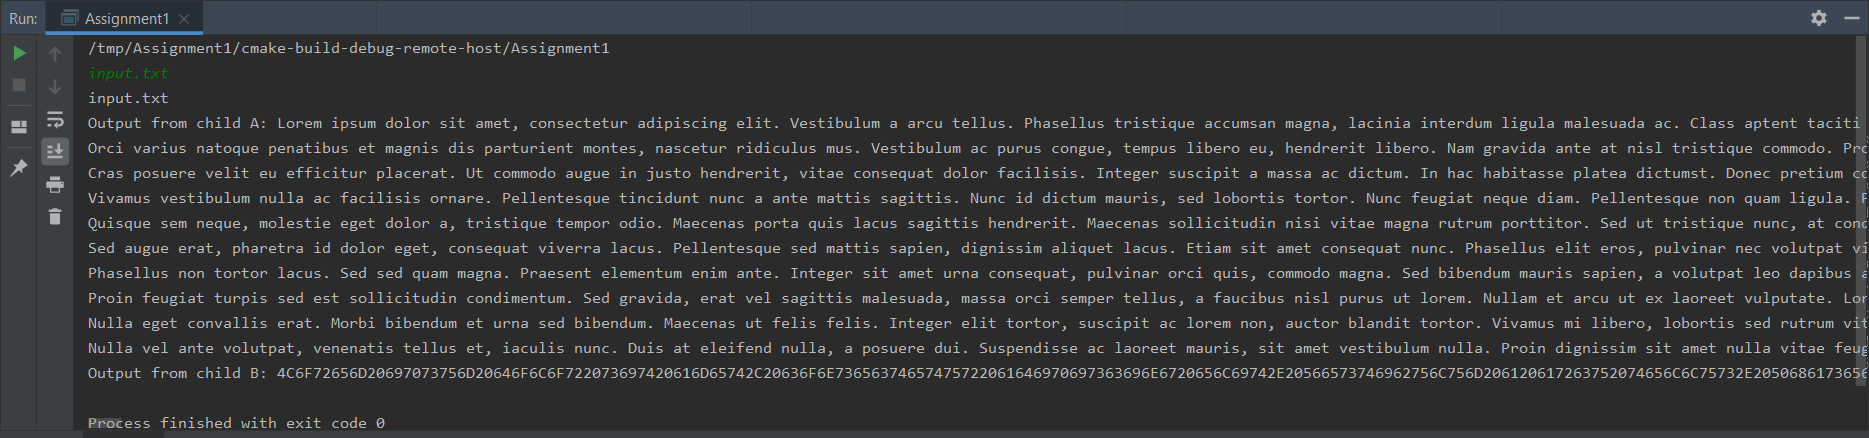 Run: Assignment1
/tmp/Assignment1/cmake-build-debug-remote-host/Assignment1
input.txt
input.txt
Output from child A: Lorem ipsum dolor sit amet, consectetur adipiscing elit. Vestibulum a arcu tellus. Phasellus tristique accumsan magna, lacinia interdum ligula malesuada ac. Class aptent taciti
Orci varius natoque penatibus et magnis dis parturient montes, nascetur ridiculus mus. Vestibulum ac purus congue, tempus libero eu, hendrerit libero. Nam gravida ante at nisl tristique commodo. Pro
Cras posuere velit eu efficitur placerat. Ut commodo augue in justo hendrerit, vitae consequat dolor facilisis. Integer suscipit a massa ac dictum. In hac habitasse platea dictumst. Donec pretium co
Vivamus vestibulum nulla ac facilisis ornare. Pellentesque tincidunt nunc a ante mattis sagittis. Nunc id dictum mauris, sed lobortis tortor. Nunc feugiat neque diam. Pellentesque non quam ligula. P
Quisque sem neque, molestie eget dolor a, tristique tempor odio. Maecenas porta quis lacus sagittis hendrerit. Maecenas sollicitudin nisi vitae magna rutrum porttitor. Sed ut tristique nunc, at cond
Sed augue erat, pharetra id dolor eget, consequat viverra lacus. Pellentesque sed mattis sapien, dignissim aliquet lacus. Etiam sit amet consequat nunc. Phasellus elit eros, pulvinar nec volutpat vi
Phasellus non tortor lacus. Sed sed quam magna. Praesent elementum enim ante. Integer sit amet urna consequat, pulvinar orci quis, commodo magna. Sed bibendum mauris sapien, a volutpat leo dapibus a
Proin feugiat turpis sed est sollicitudin condimentum. Sed gravida, erat vel sagittis malesuada, massa orci semper tellus, a faucibus nisl purus ut lorem. Nullam et arcu ut ex laoreet vulputate. Lor
Nulla eget convallis erat. Morbi bibendum et urna sed bibendum. Maecenas ut felis felis. Integer elit tortor, suscipit ac lorem non, auctor blandit tortor. Vivamus mi libero, lobortis sed rutrum vit
Nulla vel ante volutpat, venenatis tellus et, iaculis nunc. Duis at eleifend nulla, a posuere dui. Suspendisse ac laoreet mauris, sit amet vestibulum nulla. Proin dignissim sit amet nulla vitae feug
Output from child B: 4C6F72656D20697073756D20646F6C6F722073697420616D65742C20636F6E73656374657475722061646970697363696E6720656C69742E20566573746962756C756D206120617263752074656C6C75732E205068617365
Process finished with exit code 0